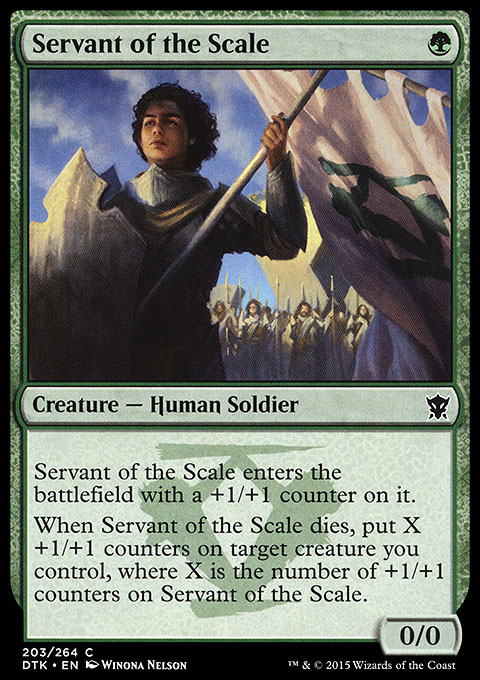 Servant of the Scale
Creature — Human Soldier
Servant of the Scale enters the
battlefield with a +1/+1 counter on it.
When Servant of the Scale dies, put X
+1/+1 counters on target creature you
control, where X is the number of +1/+1
counters on Servant of the Scale.
0/0
203/264 C
DTK • EN Winona Nelson
™ & © 2015 Wizards of the Coast